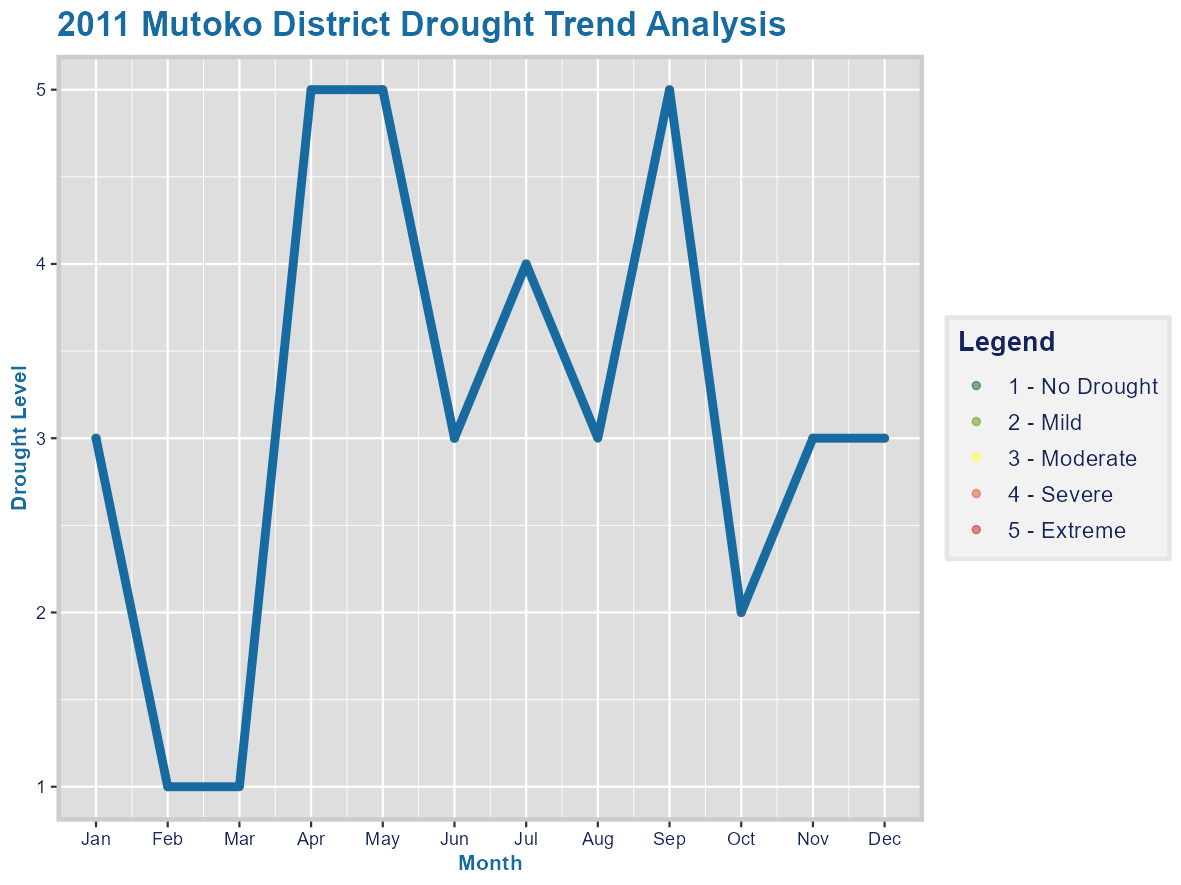 2011 Mutoko District Drought Trend Analysis
Drought Level
5
4
3
2
1
Jan Feb Mar Apr May Jun Jul Aug Sep Oct Nov Dec
Month
Legend
1 - No Drought
2 - Mild
3 - Moderate
4 - Severe
5 - Extreme